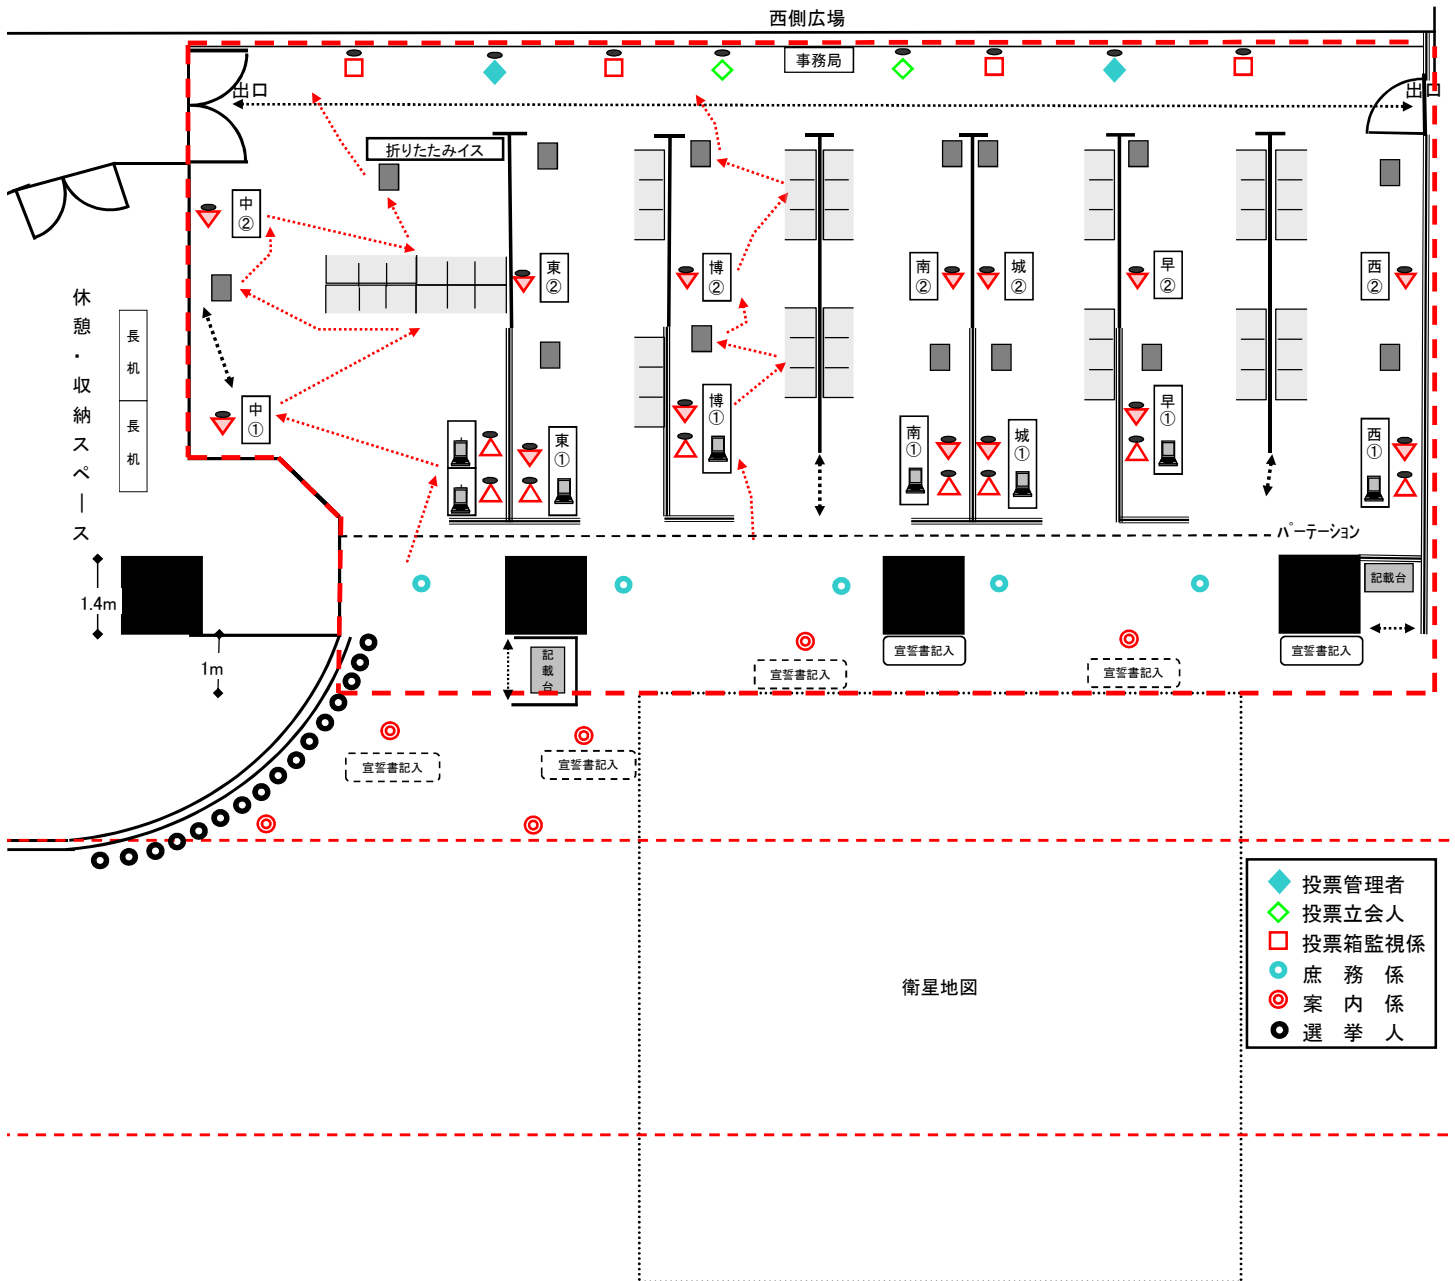 西側広場
事務局
出口
出口
折りたたみイス
中
②
東
②
博
②
南
②
城
②
早
②
西
②
休憩・収納スペース
長
机
長
机
中
①
東
①
博
①
南
①
城
①
早
①
西
①
パーテーション
1.4m
1m
記載台
記載台
宣誓書記入
宣誓書記入
宣誓書記入
宣誓書記入
宣誓書記入
宣誓書記入
衛星地図
投票管理者
投票立会人
投票箱監視係
庶務係
案内係
選挙人